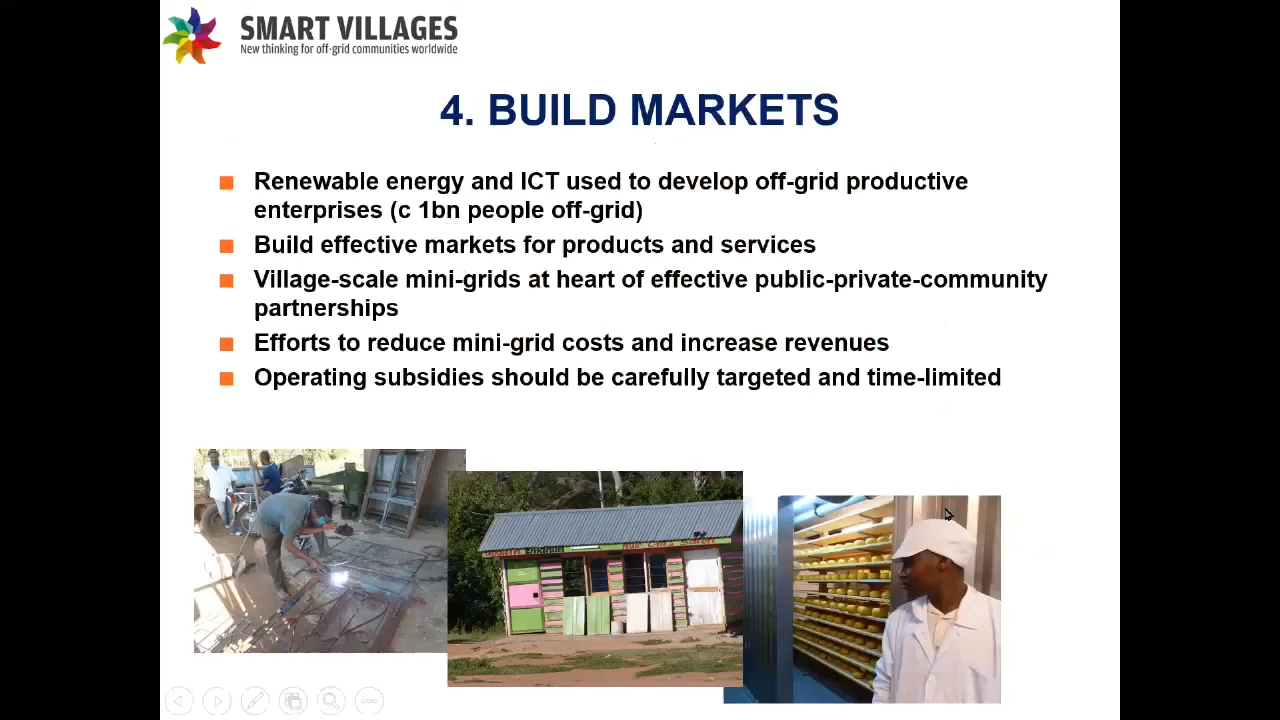 SMART VILLAGES
New thinking for off-grid communities worldwide
4. BUILD MARKETS
Renewable energy and ICT used to develop off-grid productive
enterprises (c 1bn people off-grid)
Build effective markets for products and services
Village-scale mini-grids at heart of effective public-private-community
partnerships
Efforts to reduce mini-grid costs and increase revenues
Operating subsidies should be carefully targeted and time-limited